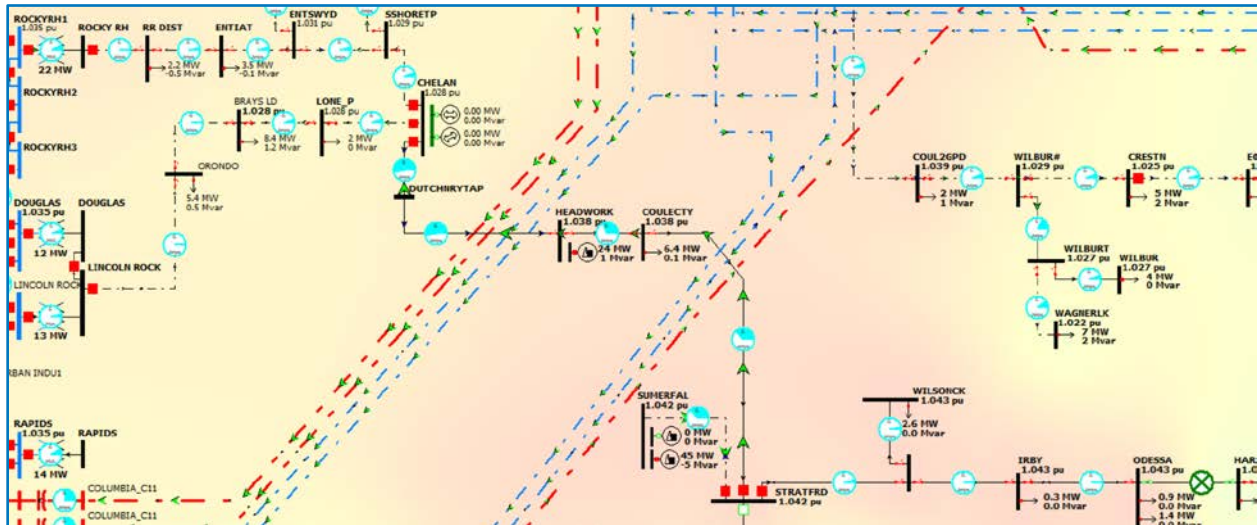 ROCKYRH1
1.035 pu
22 MW
ROCKY RH
RR DIST
2.2 MW
-0.5 Mvar
ENTIAT
3.5 MW
-0.1 Mvar
ENTSWYD
1.031 pu
SSHORETP
1.029 pu
CHELAN
1.028 pu
0.00 MW
0.00 Mvar
0.00 MW
0.00 Mvar
ROCKYRH2
ROCKYRH3
BRAYS LD
1.028 pu
8.4 MW
1.2 Mvar
LONE_P
1.028 pu
2 MW
0 Mvar
ORONDO
5.4 MW
0.5 Mvar
DUTCHNRYTAP
DOUGLAS
1.035 pu
12 MW
DOUGLAS
LINCOLN ROCK
LINCOLN ROCK
13 MW
HEADWORK
1.038 pu
24 MW
1 Mvar
COULECTY
1.038 pu
6.4 MW
0.1 Mvar
COUL2GPD
1.039 pu
2 MW
1 Mvar
WILBUR#
1.029 pu
CRESTN
1.025 pu
5 MW
2 Mvar
WILBURT
1.027 pu
WILBUR
1.027 pu
4 MW
0 Mvar
WAGNERLK
1.022 pu
7 MW
2 Mvar
RBAN INDU1
RAPIDS
1.035 pu
14 MW
RAPIDS
COLUMBIA_C11
COLUMBIA_C11
SUMERFAL
1.042 pu
0 MW
0 Mvar
45 MW
-5 Mvar
STRATFRD
1.042 pu
WILSONCK
1.043 pu
2.6 MW
0.0 Mvar
IRBY
1.043 pu
0.3 MW
0.0 Mvar
ODESSA
1.043 pu
0.9 MW
0.0 Mvar
1.4 MW
0.0 Mvar
HAR